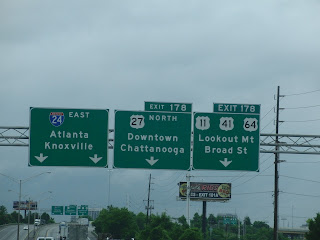 24 EAST
Atlanta
Knoxville
EXIT 178
27 NORTH
Downtown
Chattanooga
EXIT 178
11 41 64
Lookout Mt
Broad St